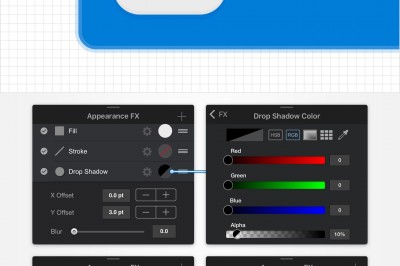 Appearance FX
Fill
Stroke
Drop Shadow
X Offset 0.0 pt
Y Offset 3.0 pt
Blur 0.0
FX Drop Shadow Color
HSB RGB
Red
0
Green
0
Blue
0
Alpha
10%